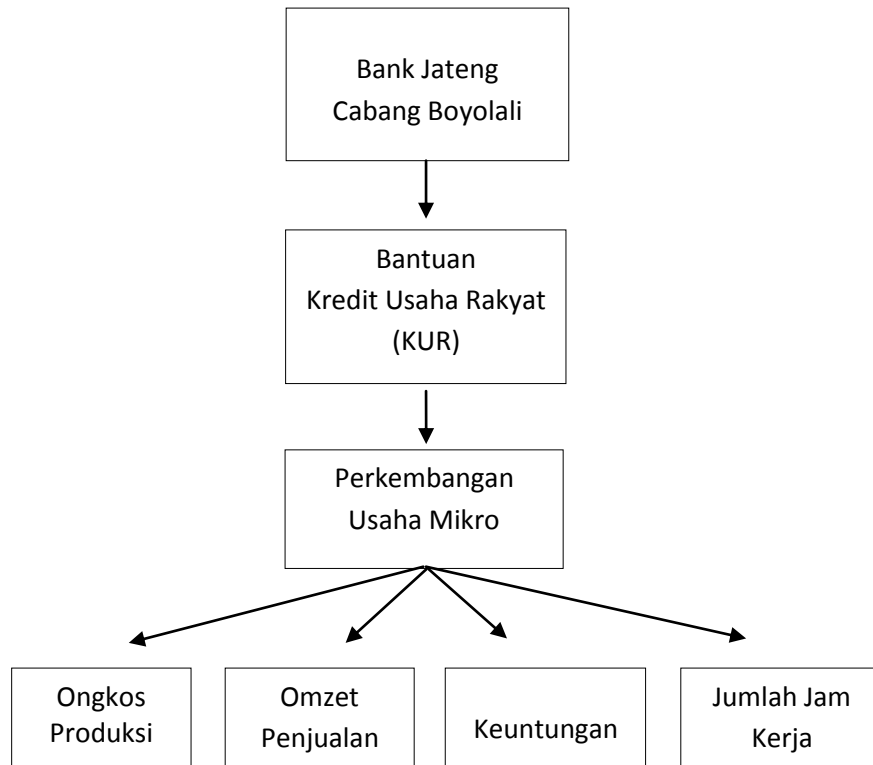 Bank Jateng
Cabang Boyolali
Bantuan
Kredit Usaha Rakyat
(KUR)
Perkembangan
Usaha Mikro
Ongkos
Produksi
Omzet
Penjualan
Keuntungan
Jumlah Jam
Kerja